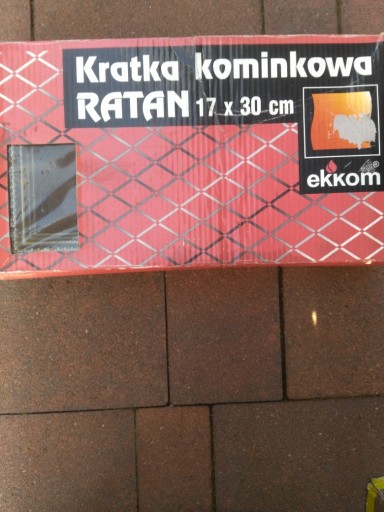 Kratka kominkowa
RATAN 17 x 30 cm
ekkom®